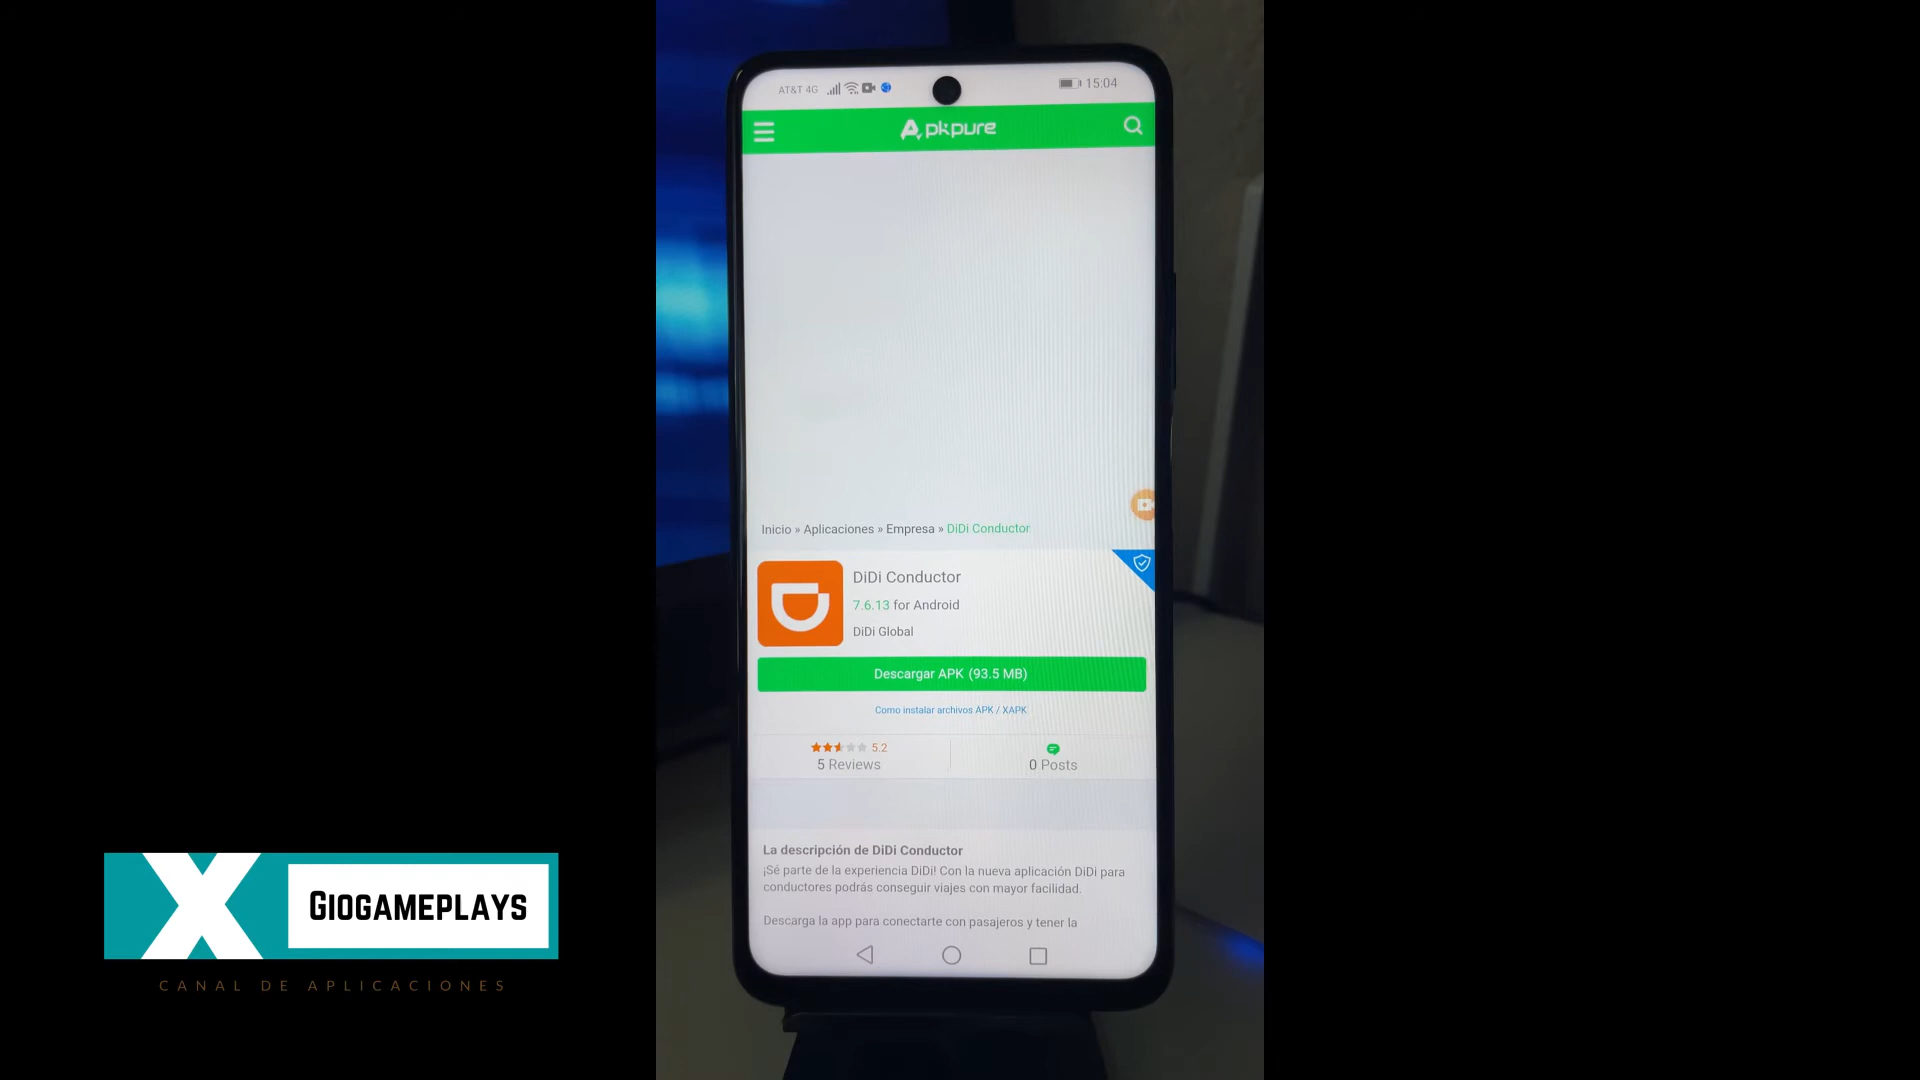 AT&T 4G
15:04
Apkpure
Inicio » Aplicaciones » Empresa » DiDi Conductor
DiDi Conductor
7.6.13 for Android
DiDi Global
Descargar APK (93.5 MB)
Como instalar archivos APK / XAPK
5.2
5 Reviews
0 Posts
La descripción de DiDi Conductor
¡Sé parte de la experiencia DiDi! Con la nueva aplicación DiDi para
conductores podrás conseguir viajes con mayor facilidad.
Descarga la app para conectarte con pasajeros y tener la
X
GIOGAMEPLAYS
CANAL DE APLICACIONES